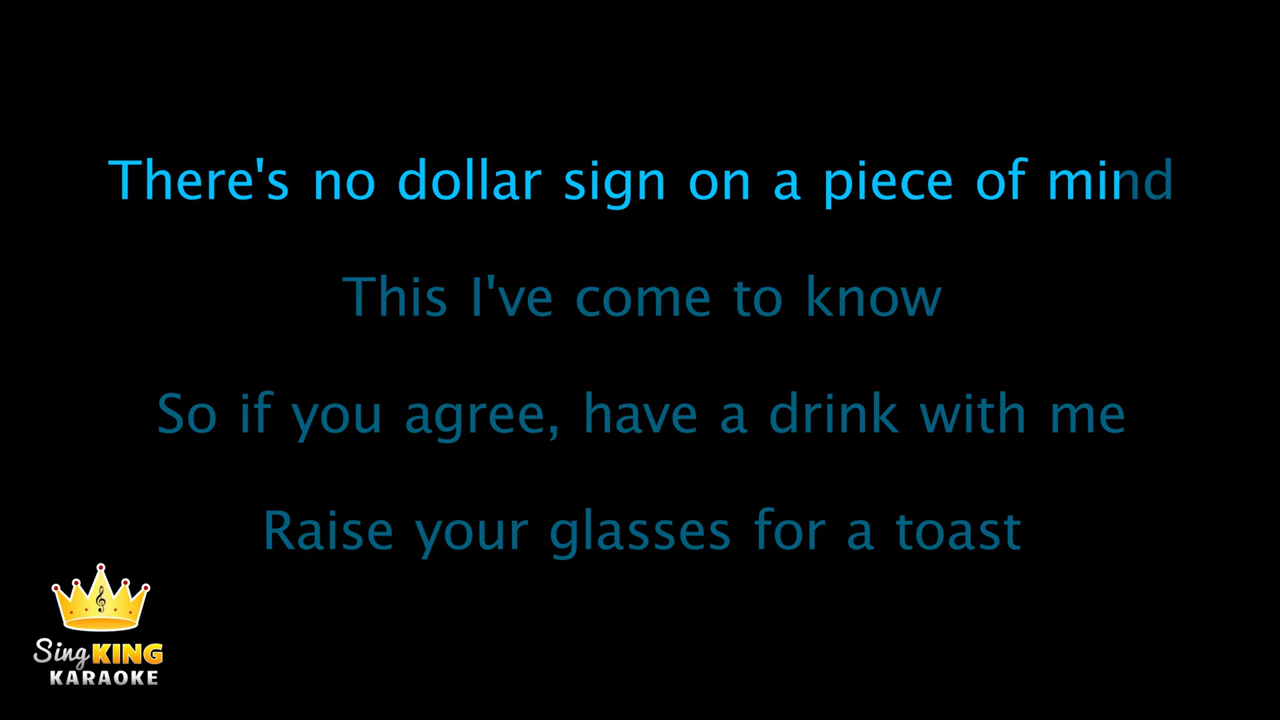 There's no dollar sign on a piece of mind
This I've come to know
So if you agree, have a drink with me
Raise your glasses for a toast
Sing KING
KARAOKE